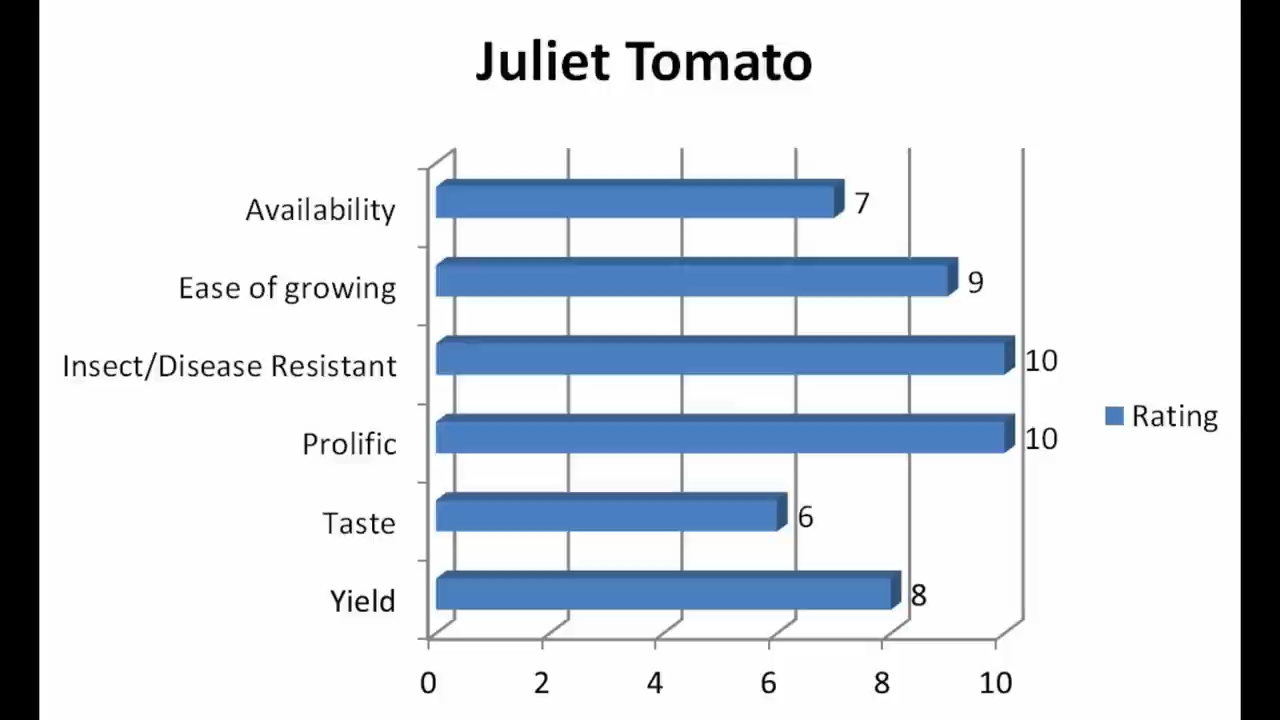 Juliet Tomato
Availability 7
Ease of growing 9
Insect/Disease Resistant 10
Prolific 10
Taste 6
Yield 8
Rating
0 2 4 6 8 10